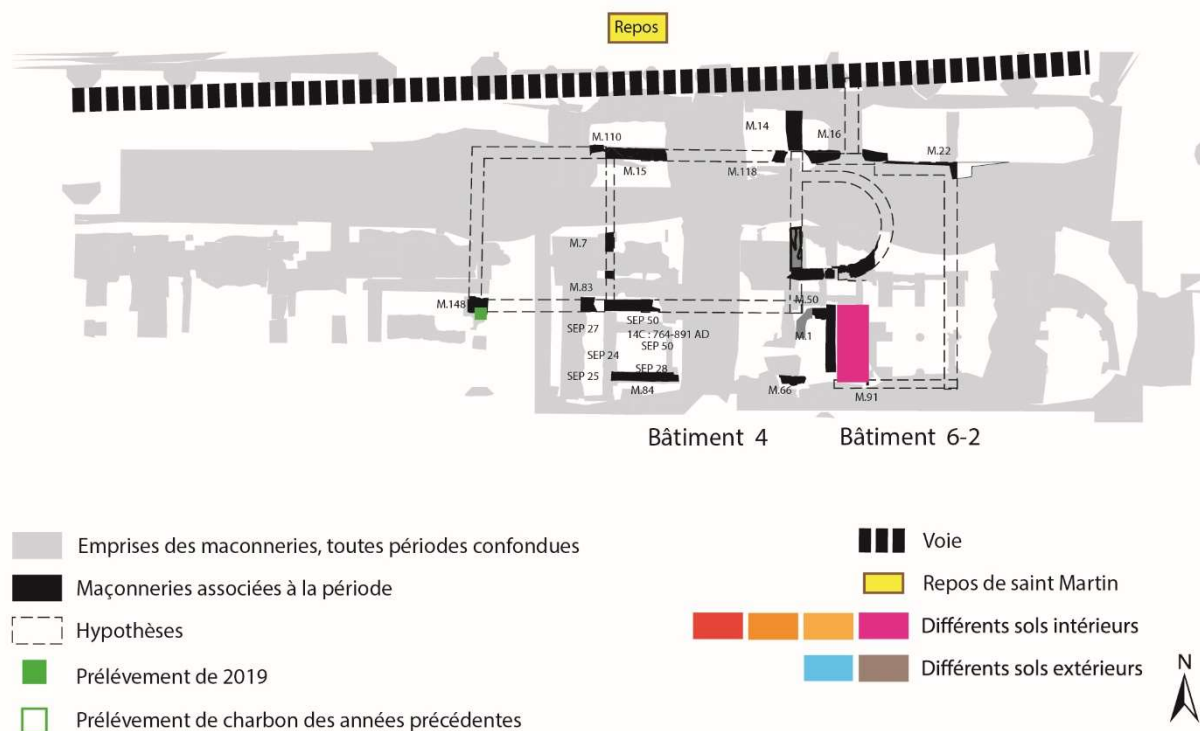 Repos
M.14
M.16
M.110
M.22
M.15
M.118
M.7
M.83
M.148
M.50
SEP 50
SEP 27
14C : 764-891 AD
M.1
SEP 50
SEP 24
SEP 28
SEP 25
M.84
M.66
M.91
Bâtiment 4
Bâtiment 6-2
Emprises des maconneries, toutes périodes confondues
Maçonneries associées à la période
Hypothèses
Prélévement de 2019
Prélévement de charbon des années précédentes
Voie
Repos de saint Martin
Différents sols intérieurs
Différents sols extérieurs
N